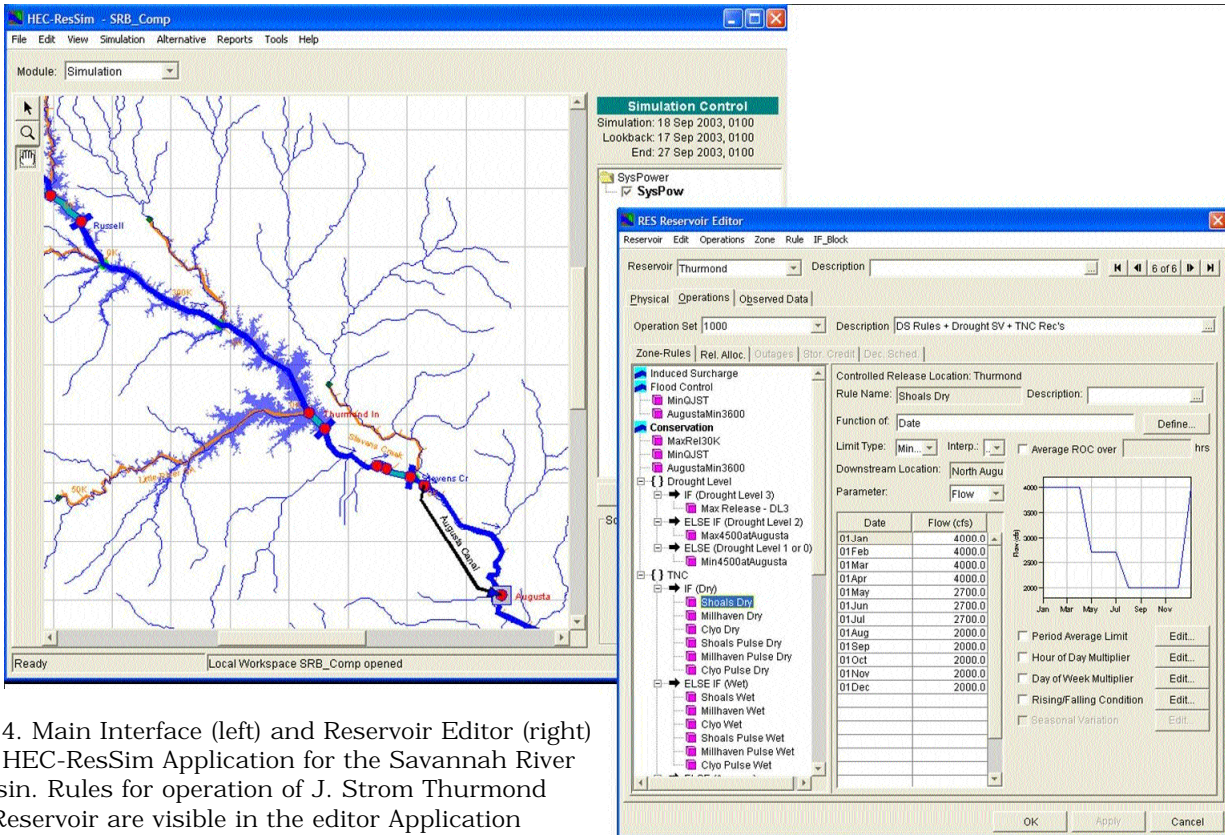 HEC-ResSim - SRB_Comp
File Edit View Simulation Alternative Reports Tools Help
Module: Simulation
Russell
300K
Thurmond In
Stevens Creek
Little River
50K
Stevens Cr
Augusta Canal
Augusta
Simulation Control
Simulation: 18 Sep 2003, 0100
Lookback: 17 Sep 2003, 0100
End: 27 Sep 2003, 0100
SysPower
SysPow
Ready
Local Workspace SRB_Comp opened
RES Reservoir Editor
Reservoir Edit Operations Zone Rule IF_Block
Reservoir Thurmond Description ... 6 of 6
Physical Operations Observed Data
Operation Set 1000 Description DS Rules + Drought SV + TNC Rec's ...
Zone-Rules Rel. Alloc. Outages Stor. Credit Dec. Sched.
Induced Surcharge
Flood Control
MinQJST
AugustaMin3600
Conservation
MaxRel30K
MinQJST
AugustaMin3600
{ } Drought Level
IF (Drought Level 3)
Max Release - DL3
ELSE IF (Drought Level 2)
Max4500atAugusta
ELSE (Drought Level 1 or 0)
Min4500atAugusta
{ } TNC
IF (Dry)
Shoals Dry
Millhaven Dry
Clyo Dry
Shoals Pulse Dry
Millhaven Pulse Dry
Clyo Pulse Dry
ELSE IF (Wet)
Shoals Wet
Millhaven Wet
Clyo Wet
Shoals Pulse Wet
Millhaven Pulse Wet
Clyo Pulse Wet
Controlled Release Location: Thurmond
Rule Name: Shoals Dry Description: ...
Function of: Date Define...
Limit Type: Min... Interp.: .. Average ROC over hrs
Downstream Location: North Augu
Parameter: Flow
Date Flow (cfs)
01Jan 4000.0
01Feb 4000.0
01Mar 4000.0
01Apr 4000.0
01May 2700.0
01Jun 2700.0
01Jul 2700.0
01Aug 2000.0
01Sep 2000.0
01Oct 2000.0
01Nov 2000.0
01Dec 2000.0
Flow (cfs)
4000
3500
3000
2500
2000
Jan Mar May Jul Sep Nov
Period Average Limit Edit...
Hour of Day Multiplier Edit...
Day of Week Multiplier Edit...
Rising/Falling Condition Edit...
Seasonal Variation Edit...
OK Apply Cancel
4. Main Interface (left) and Reservoir Editor (right)
HEC-ResSim Application for the Savannah River
sin. Rules for operation of J. Strom Thurmond
Reservoir are visible in the editor Application